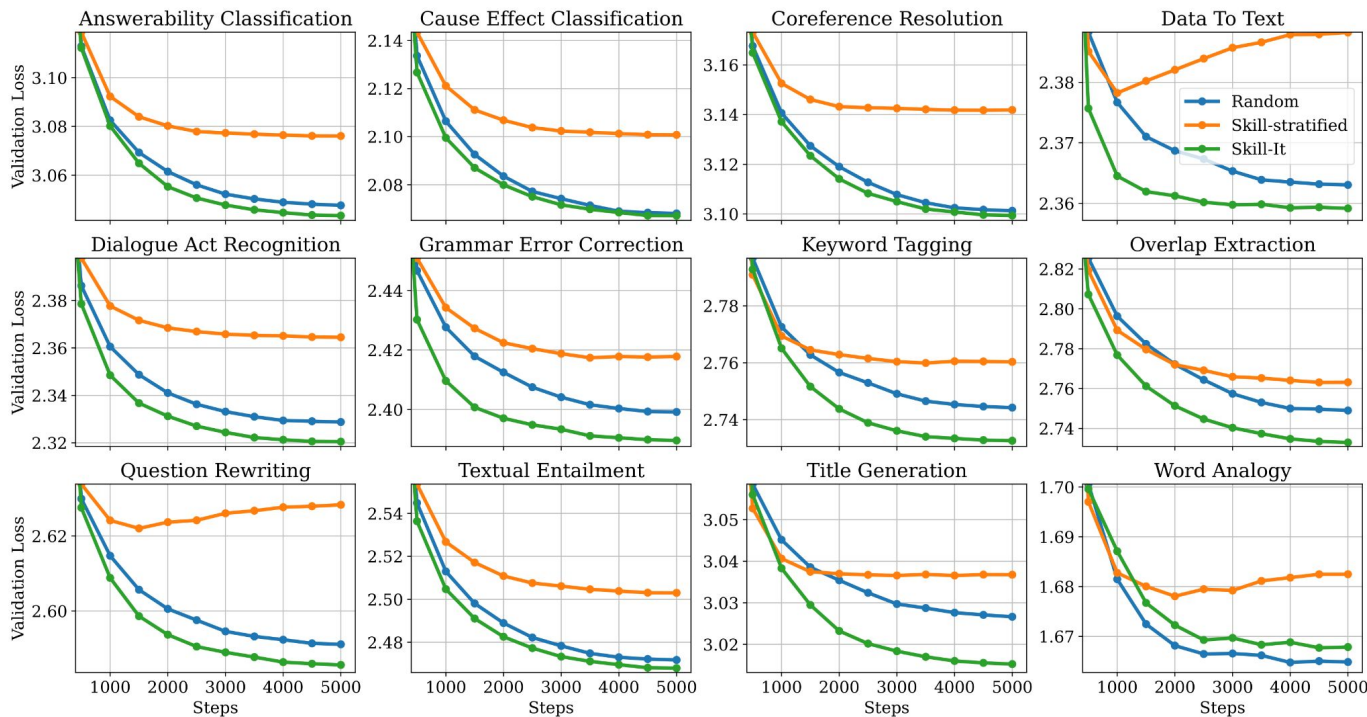 Answerability Classification
Cause Effect Classification
Coreference Resolution
Data To Text
Validation Loss
3.10
3.08
3.06
2.14
2.12
2.10
2.08
3.16
3.14
3.12
3.10
2.38
2.37
2.36
Random
Skill-stratified
Skill-It
Dialogue Act Recognition
Grammar Error Correction
Keyword Tagging
Overlap Extraction
Validation Loss
2.38
2.36
2.34
2.32
2.44
2.42
2.40
2.78
2.76
2.74
2.82
2.80
2.78
2.76
2.74
Question Rewriting
Textual Entailment
Title Generation
Word Analogy
Validation Loss
2.62
2.60
2.54
2.52
2.50
2.48
3.05
3.04
3.03
3.02
1.70
1.69
1.68
1.67
1000 2000 3000 4000 5000
1000 2000 3000 4000 5000
1000 2000 3000 4000 5000
1000 2000 3000 4000 5000
Steps
Steps
Steps
Steps